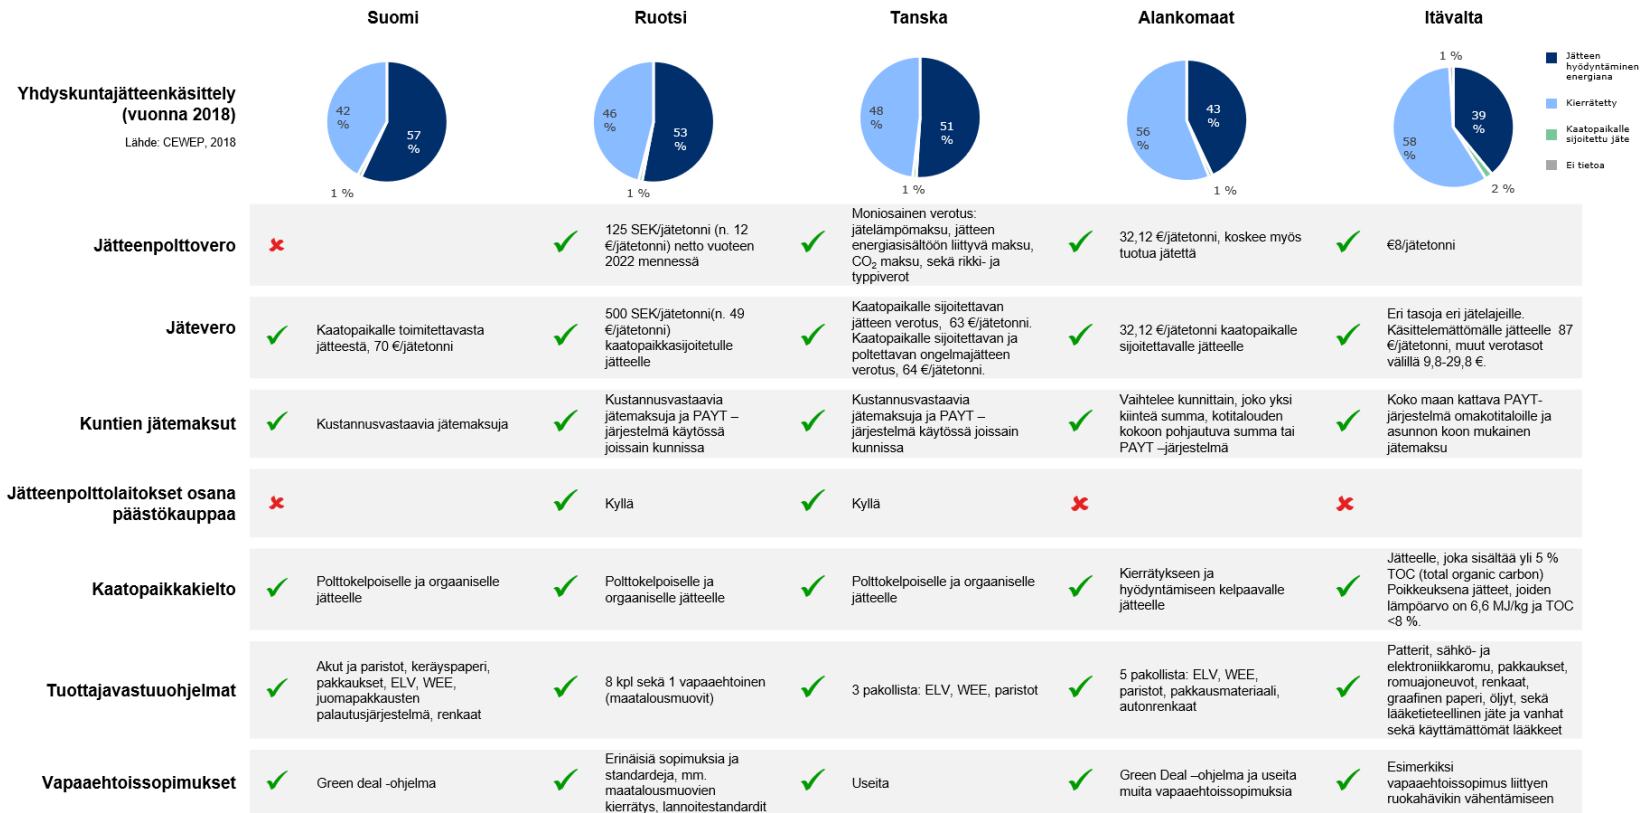 Suomi
Ruotsi
Tanska
Alankomaat
Itävalta
Yhdyskuntajätteenkäsittely
(vuonna 2018)
Lähde: CEWEP, 2018
42
%
57
%
1 %
46
%
53
%
1 %
48
%
51
%
1 %
56
%
43
%
1 %
1 %
58
%
39
%
2 %
Jätteen
hyödyntäminen
energiana
Kierrätetty
Kaatopaikalle
sijoitettu jäte
Ei tietoa
Jätteenpolttovero
125 SEK/jätetonni (n. 12
€/jätetonni) netto vuoteen
2022 mennessä
Moniosainen verotus:
jätelämpömaksu, jätteen
energiasisältöön liittyvä maksu,
CO2 maksu, sekä rikki- ja
typpiverot
32,12 €/jätetonni, koskee myös
tuotua jätettä
€8/jätetonni
Jätevero
Kaatopaikalle toimitettavasta
jätteestä, 70 €/jätetonni
500 SEK/jätetonni(n. 49
€/jätetonni)
kaatopaikkasijoitetulle
jätteelle
Kaatopaikalle sijoitettavan
jätteen verotus,  63 €/jätetonni.
Kaatopaikalle sijoitettavan ja
poltettavan ongelmajätteen
verotus, 64 €/jätetonni.
32,12 €/jätetonni kaatopaikalle
sijoitettavalle jätteelle
Eri tasoja eri jätelajeille.
Käsittelemättömälle jätteelle  87
€/jätetonni, muut verotasot
välillä 9,8-29,8 €.
Kuntien jätemaksut
Kustannusvastaavia jätemaksuja
Kustannusvastaavia
jätemaksuja ja PAYT –
järjestelmä käytössä
joissain kunnissa
Kustannusvastaavia
jätemaksuja ja PAYT –
järjestelmä käytössä joissain
kunnissa
Vaihtelee kunnittain, joko yksi
kiinteä summa, kotitalouden
kokoon pohjautuva summa tai
PAYT –järjestelmä
Koko maan kattava PAYT-
järjestelmä omakotitaloille ja
asunnon koon mukainen
jätemaksu
Jätteenpolttolaitokset osana
päästökauppaa
Kyllä
Kyllä
Kaatopaikkakielto
Polttokelpoiselle ja orgaaniselle
jätteelle
Polttokelpoiselle ja
orgaaniselle jätteelle
Polttokelpoiselle ja orgaaniselle
jätteelle
Kierrätykseen ja
hyödyntämiseen kelpaavalle
jätteelle
Jätteelle, joka sisältää yli 5 %
TOC (total organic carbon)
Poikkeuksena jätteet, joiden
lämpöarvo on 6,6 MJ/kg ja TOC
<8 %.
Tuottajavastuuohjelmat
Akut ja paristot, keräyspaperi,
pakkaukset, ELV, WEE,
juomapakkausten
palautusjärjestelmä, renkaat
8 kpl sekä 1 vapaaehtoinen
(maatalousmuovit)
3 pakollista: ELV, WEE, paristot
5 pakollista: ELV, WEE,
paristot, pakkausmateriaali,
autonrenkaat
Patterit, sähkö- ja
elektroniikkaromu, pakkaukset,
romuajoneuvot, renkaat,
graafinen paperi, öljyt, sekä
lääketieteellinen jäte ja vanhat
sekä käyttämättömät lääkkeet
Vapaaehtoissopimukset
Green deal -ohjelma
Erinäisiä sopimuksia ja
standardeja, mm.
maatalousmuovien
kierrätys, lannoitestandardit
Useita
Green Deal –ohjelma ja useita
muita vapaaehtoissopimuksia
Esimerkiksi
vapaaehtoissopimus liittyen
ruokahävikin vähentämiseen